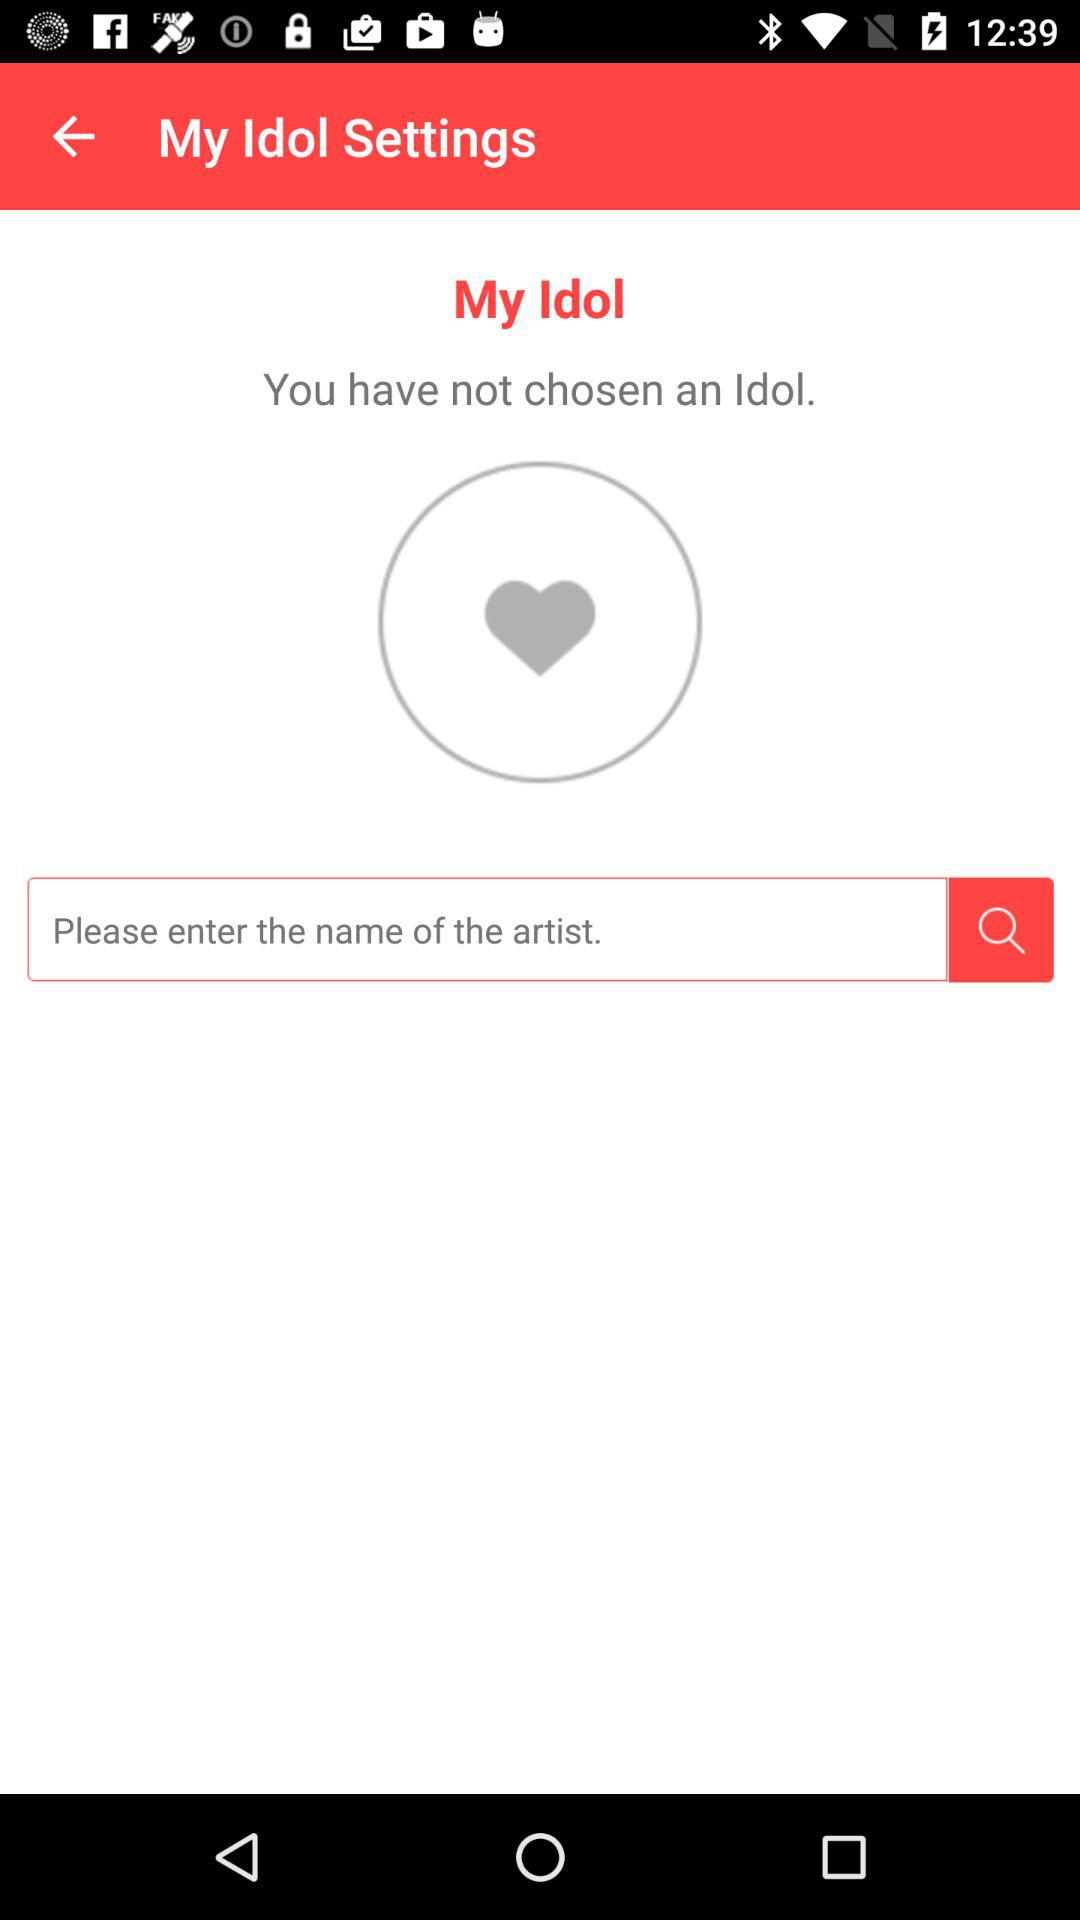 FAKE
12:39
My Idol Settings
My Idol
You have not chosen an Idol.
Please enter the name of the artist.